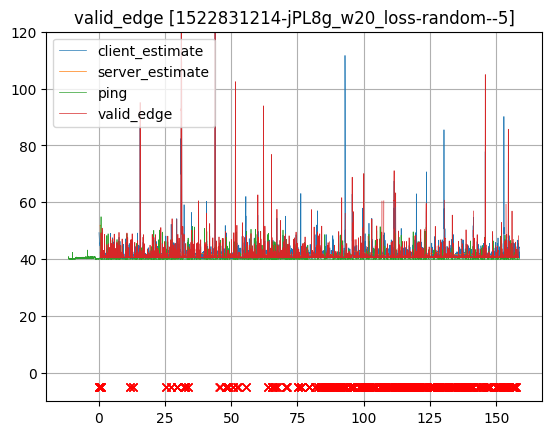 valid_edge [1522831214-jPL8g_w20_loss-random--5]
client_estimate
server_estimate
ping
valid_edge
120
100
80
60
40
20
0
0 25 50 75 100 125 150